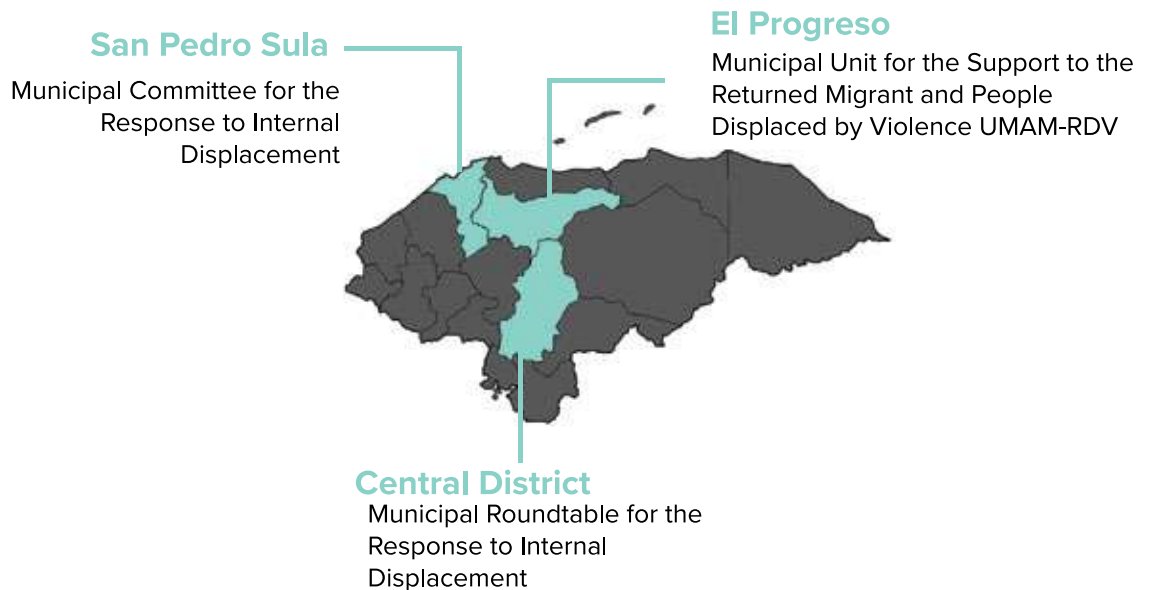 San Pedro Sula
Municipal Committee for the
Response to Internal
Displacement
El Progreso
Municipal Unit for the Support to the
Returned Migrant and People
Displaced by Violence UMAM-RDV
Central District
Municipal Roundtable for the
Response to Internal
Displacement